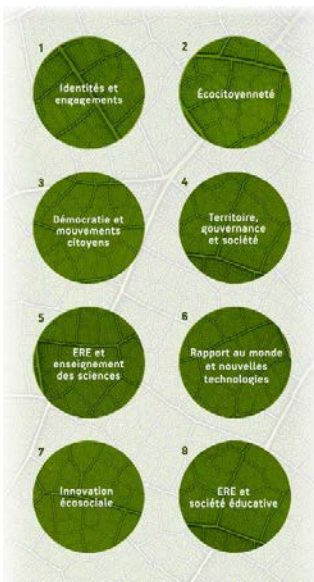 1
Identités et
engagements
2
Écocitoyenneté
3
Démocratie et
mouvements
citoyens
4
Territoire,
gouvernance
et société
5
ERE et
enseignement
des sciences
6
Rapport au monde
et nouvelles
technologies
7
Innovation
écosociale
8
ERE et
société éducative